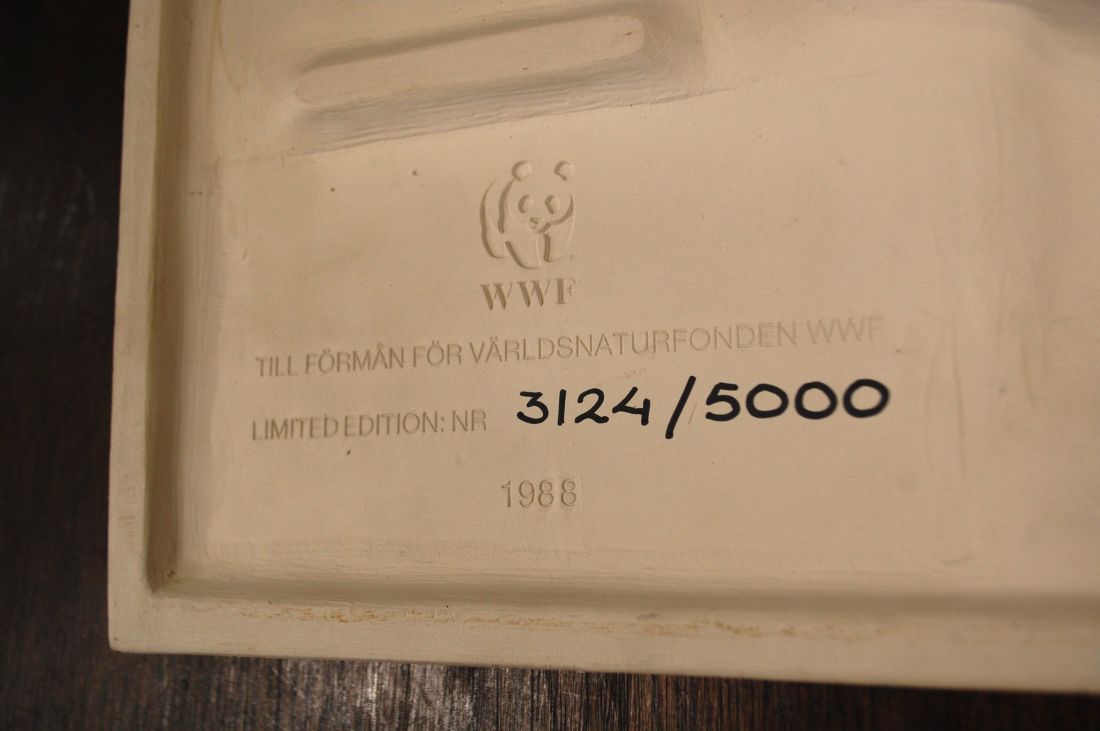 WWF
TILL FÖRMÅN FÖR VÄRLDSNATURFONDEN WWF
LIMITED EDITION: NR 3124/5000
1988